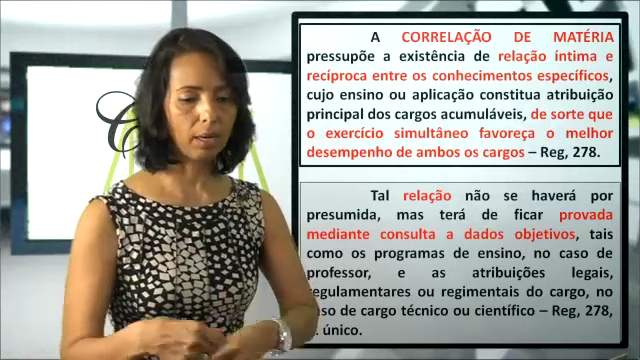 A CORRELAÇÃO DE MATÉRIA
pressupõe a existência de relação íntima e
recíproca entre os conhecimentos específicos,
cujo ensino ou aplicação constitua atribuição
principal dos cargos acumuláveis, de sorte que
o exercício simultâneo favoreça o melhor
desempenho de ambos os cargos – Reg, 278.
Tal relação não se haverá por
presumida, mas terá de ficar provada
mediante consulta a dados objetivos, tais
como os programas de ensino, no caso de
professor, e as atribuições legais,
regulamentares ou regimentais do cargo, no
so de cargo técnico ou científico – Reg, 278,
. único.